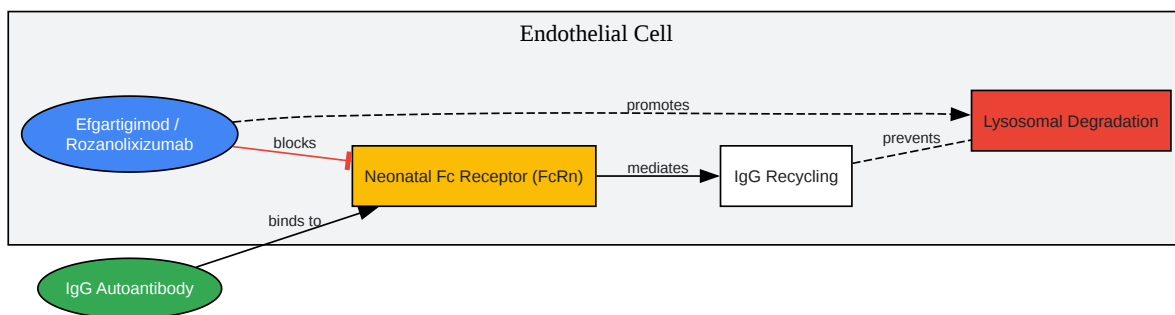 Endothelial Cell
promotes
Efgartigimod /
Rozanolixizumab
Lysosomal Degradation
prevents
blocks
Neonatal Fc Receptor (FcRn)
mediates
IgG Recycling
binds to
IgG Autoantibody